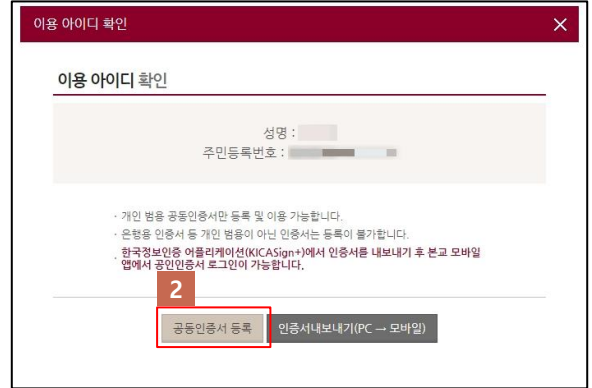 이용 아이디 확인
이용 아이디 확인
성명 :
주민등록번호 :
· 개인 범용 공동인증서만 등록 및 이용 가능합니다.
· 은행용 인증서 등 개인 범용이 아닌 인증서는 등록이 불가합니다.
· 한국정보인증 어플리케이션(KICASign+)에서 인증서를 내보내기 후 본교 모바일
앱에서 공인인증서 로그인이 가능합니다.
2
공동인증서 등록
인증서내보내기(PC → 모바일)